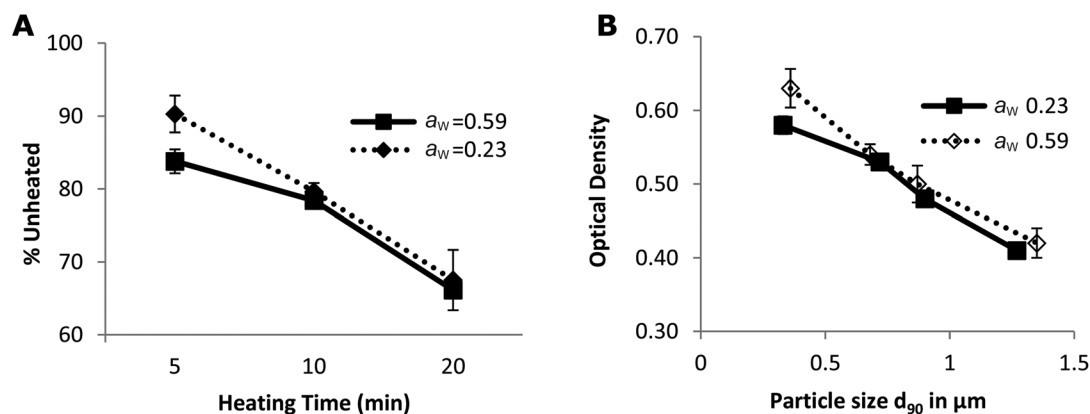 A
100
90
80
70
60
% Unheated
5
10
20
Heating Time (min)
aw=0.59
aw=0.23
B
0.70
0.60
0.50
0.40
0.30
Optical Density
0
0.5
1
1.5
Particle size d90 in μm
aw 0.23
aw 0.59